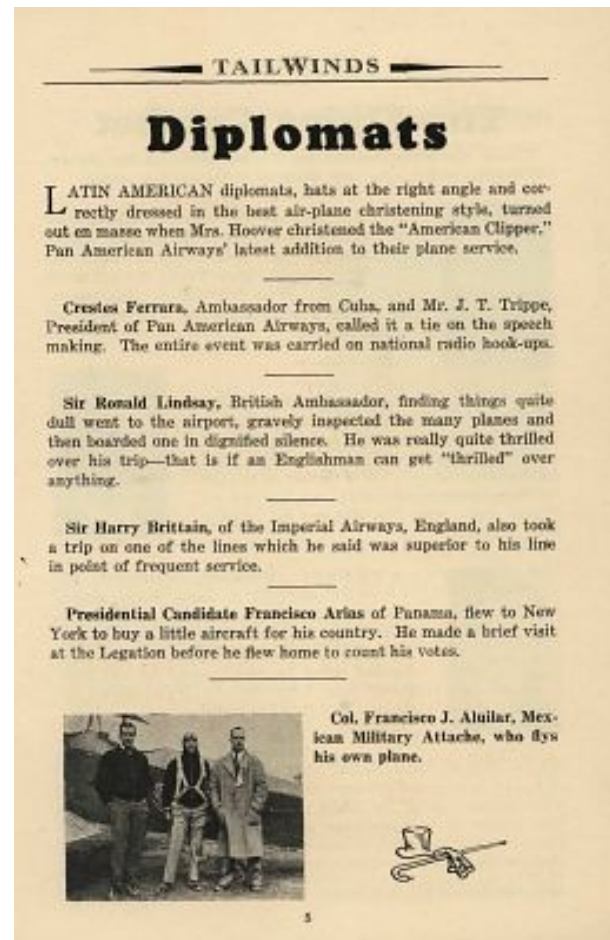 TAILWINDS
Diplomats
LATIN AMERICAN diplomats, hats at the right angle and cor-
rectly dressed in the best air-plane christening style, turned
out en masse when Mrs. Hoover christened the "American Clipper,"
Pan American Airways' latest addition to their plane service.
Crestes Ferrara, Ambassador from Cuba, and Mr. J. T. Trippe,
President of Pan American Airways, called it a tie on the speech
making. The entire event was carried on national radio hook-ups.
Sir Ronald Lindsay, British Ambassador, finding things quite
dull went to the airport, gravely inspected the many planes and
then boarded one in dignified silence. He was really quite thrilled
over his trip—that is if an Englishman can get "thrilled" over
anything.
Sir Harry Brittain, of the Imperial Airways, England, also took
a trip on one of the lines which he said was superior to his line
in point of frequent service.
Presidential Candidate Francisco Arias of Panama, flew to New
York to buy a little aircraft for his country. He made a brief visit
at the Legation before he flew home to count his votes.
Col. Francisco J. Aluilar, Mex-
ican Military Attache, who flys
his own plane.
5